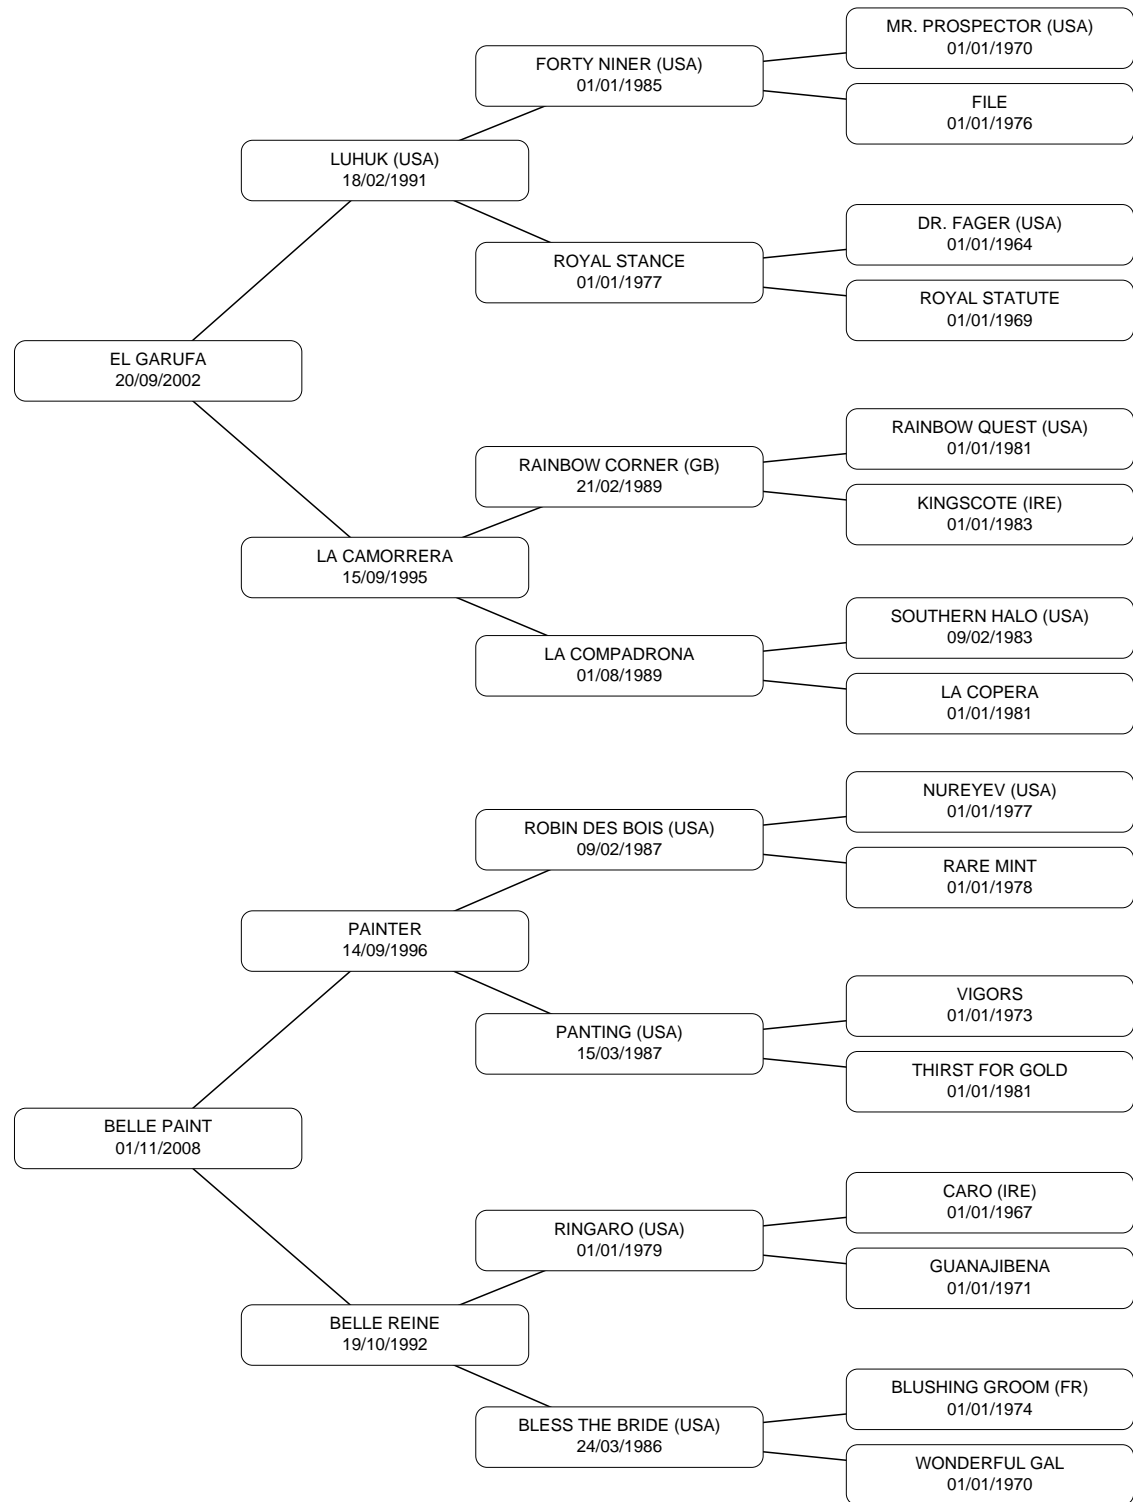 MR. PROSPECTOR (USA)
01/01/1970
FORTY NINER (USA)
01/01/1985
FILE
01/01/1976
LUHUK (USA)
18/02/1991
DR. FAGER (USA)
01/01/1964
ROYAL STANCE
01/01/1977
ROYAL STATUTE
01/01/1969
EL GARUFA
20/09/2002
RAINBOW QUEST (USA)
01/01/1981
RAINBOW CORNER (GB)
21/02/1989
KINGSCOTE (IRE)
01/01/1983
LA CAMORRERA
15/09/1995
SOUTHERN HALO (USA)
09/02/1983
LA COMPADRONA
01/08/1989
LA COPERA
01/01/1981
NUREYEV (USA)
01/01/1977
ROBIN DES BOIS (USA)
09/02/1987
RARE MINT
01/01/1978
PAINTER
14/09/1996
VIGORS
01/01/1973
PANTING (USA)
15/03/1987
THIRST FOR GOLD
01/01/1981
BELLE PAINT
01/11/2008
CARO (IRE)
01/01/1967
RINGARO (USA)
01/01/1979
GUANAJIBENA
01/01/1971
BELLE REINE
19/10/1992
BLUSHING GROOM (FR)
01/01/1974
BLESS THE BRIDE (USA)
24/03/1986
WONDERFUL GAL
01/01/1970